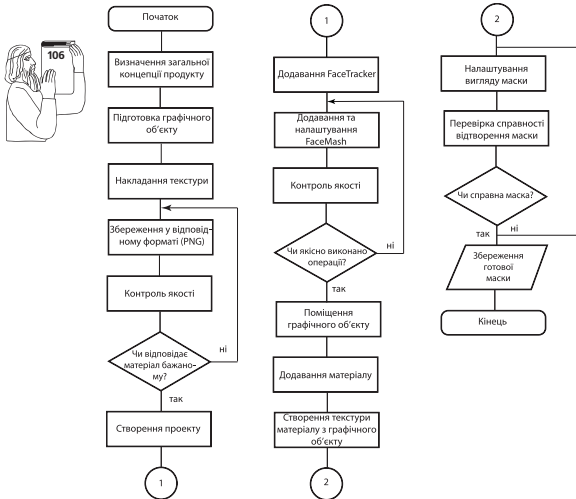 106
Початок
Визначення загальної
концепції продукту
Підготовка графічного
об'єкту
Накладання текстури
Збереження у відповід-
ному форматі (PNG)
Контроль якості
Чи відповідає
матеріал бажано-
му?
ні
так
Створення проекту
1
1
Додавання FaceTracker
Додавання та
налаштування
FaceMash
Контроль якості
Чи якісно виконано
операції?
ні
так
Поміщення
графічного об'єкту
Додавання матеріалу
Створення текстури
матеріалу з графічного
об'єкту
2
2
Налаштування
вигляду маски
Перевірка справності
відтворення маски
Чи справна маска?
так
ні
Збереження
готової
маски
Кінець